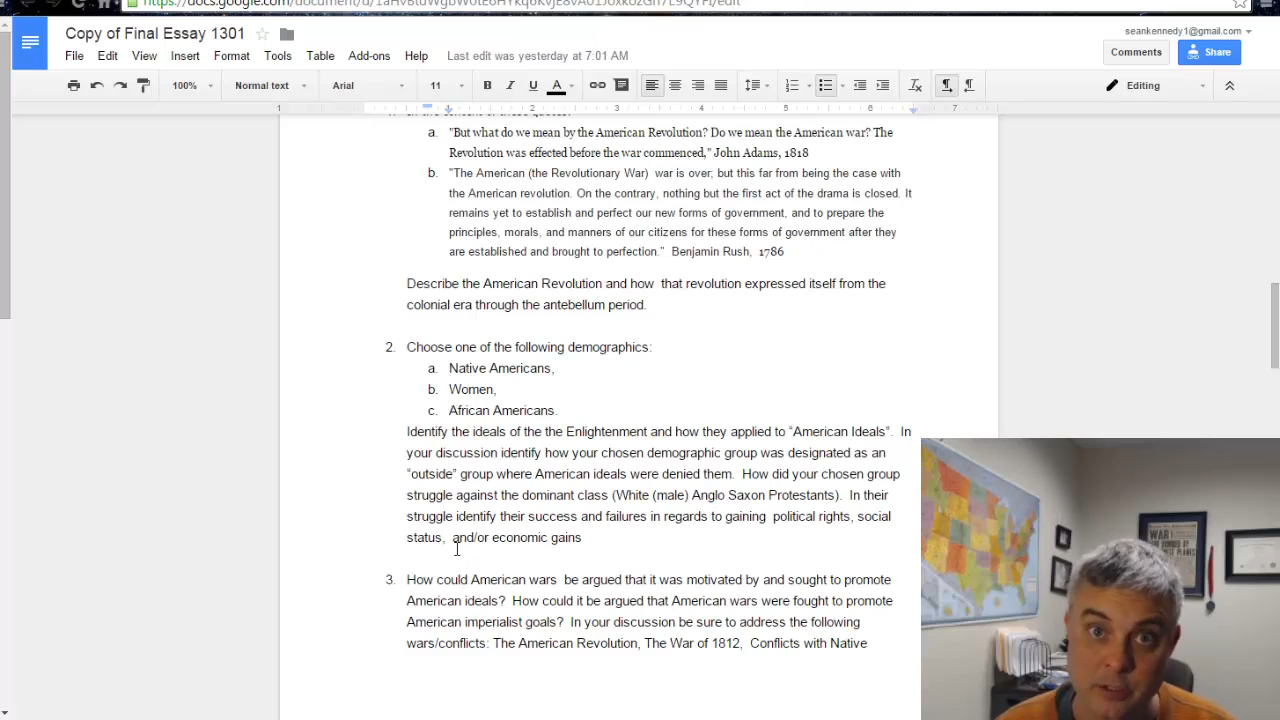 Copy of Final Essay 1301
seankennedy1@gmail.com
File Edit View Insert Format Tools Table Add-ons Help Last edit was yesterday at 7:01 AM
Comments Share
100% Normal text Arial 11 Editing
1 1 2 3 4 5 6 7
a. "But what do we mean by the American Revolution? Do we mean the American war? The
Revolution was effected before the war commenced," John Adams, 1818
b. "The American (the Revolutionary War) war is over; but this far from being the case with
the American revolution. On the contrary, nothing but the first act of the drama is closed. It
remains yet to establish and perfect our new forms of government, and to prepare the
principles, morals, and manners of our citizens for these forms of government after they
are established and brought to perfection." Benjamin Rush, 1786
Describe the American Revolution and how that revolution expressed itself from the
colonial era through the antebellum period.
2. Choose one of the following demographics:
a. Native Americans,
b. Women,
c. African Americans.
Identify the ideals of the the Enlightenment and how they applied to “American Ideals”. In
your discussion identify how your chosen demographic group was designated as an
“outside” group where American ideals were denied them. How did your chosen group
struggle against the dominant class (White (male) Anglo Saxon Protestants). In their
struggle identify their success and failures in regards to gaining political rights, social
status, and/or economic gains
3. How could American wars be argued that it was motivated by and sought to promote
American ideals? How could it be argued that American wars were fought to promote
American imperialist goals? In your discussion be sure to address the following
wars/conflicts: The American Revolution, The War of 1812, Conflicts with Native
WAR